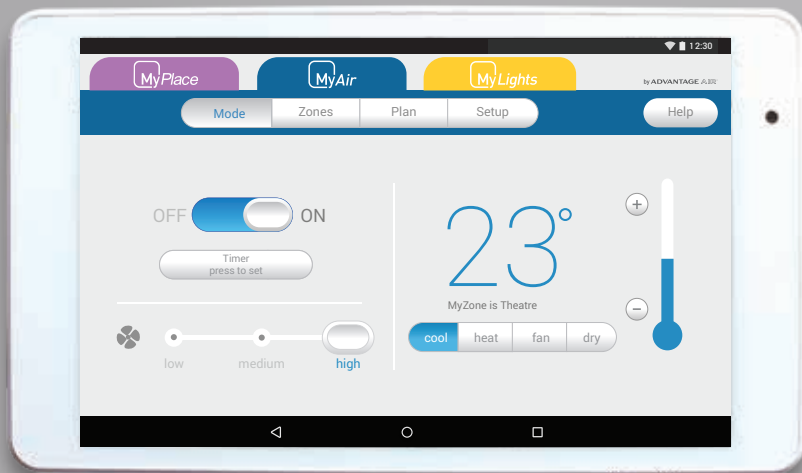 12:30
MyPlace
MyAir
MyLights
by ADVANTAGE AIR
Mode
Zones
Plan
Setup
Help
OFF
ON
Timer
press to set
low
medium
high
23°
MyZone is Theatre
+
−
cool
heat
fan
dry